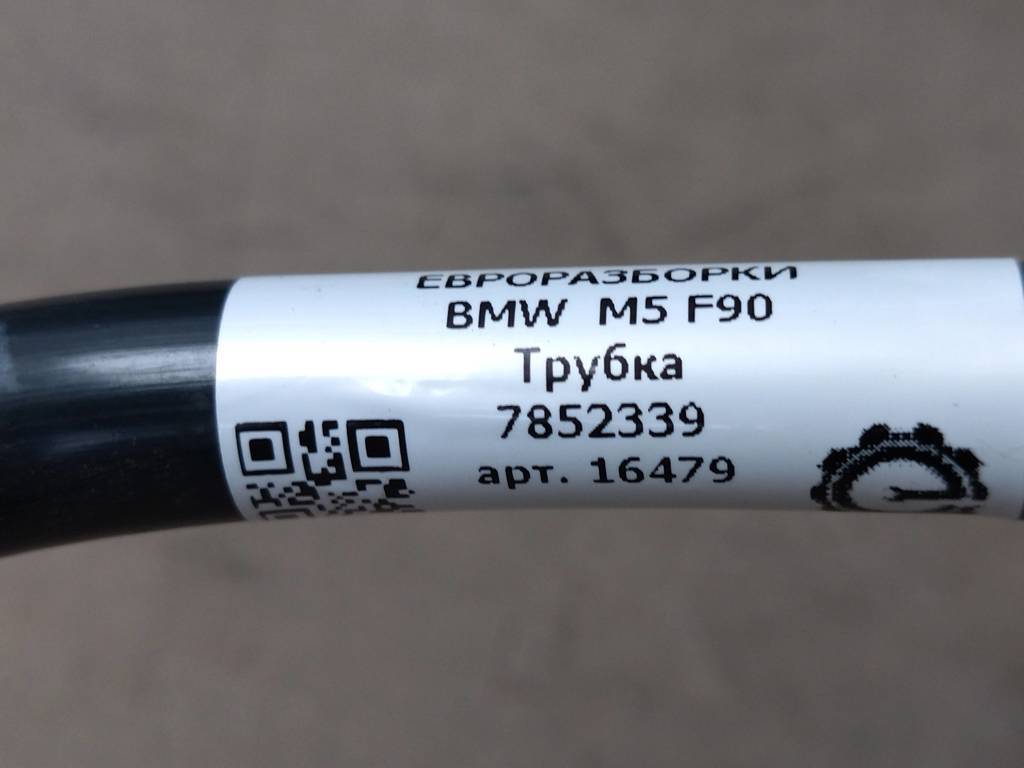 ЕВРОРАЗБОРКИ
BMW M5 F90
Трубка
7852339
арт. 16479